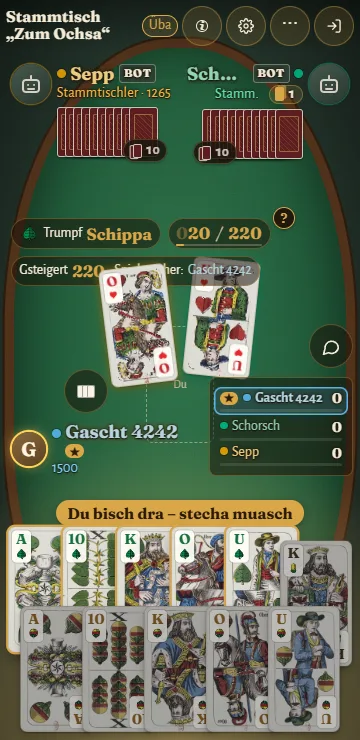 Stammtisch
„Zum Ochsa“
Uba
Sepp BOT
Stammtischler · 1265
Sch… BOT
Stamm. 1
10
10
?
Trumpf Schippa
020 / 220
Gsteigert 220
Gascht 4242
O
O
U
U
Du
Gascht 4242 0
Schorsch 0
Sepp 0
G
Gascht 4242
1500
Du bisch dra – stecha muasch
A
10
K
O
U
K
A
10
K
O
U